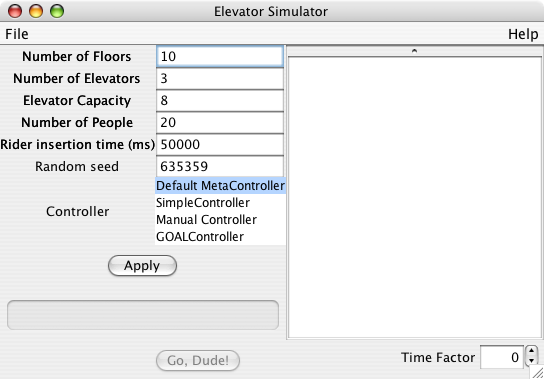 Elevator Simulator
File Help
Number of Floors 10
Number of Elevators 3
Elevator Capacity 8
Number of People 20
Rider insertion time (ms) 50000
Random seed 635359
Controller
Default MetaController
SimpleController
Manual Controller
GOALController
Apply
Go, Dude!
Time Factor 0